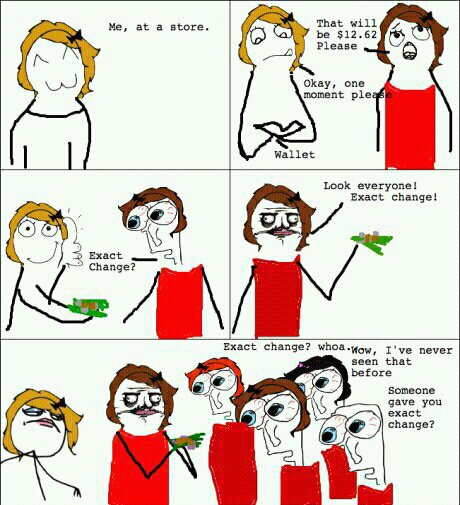 Me, at a store.
That will
be $12.62
Please
Okay, one
moment please
Wallet
Exact
Change?
Look everyone!
Exact change!
Exact change? whoa.
Wow, I've never
seen that
before
Someone
gave you
exact
change?